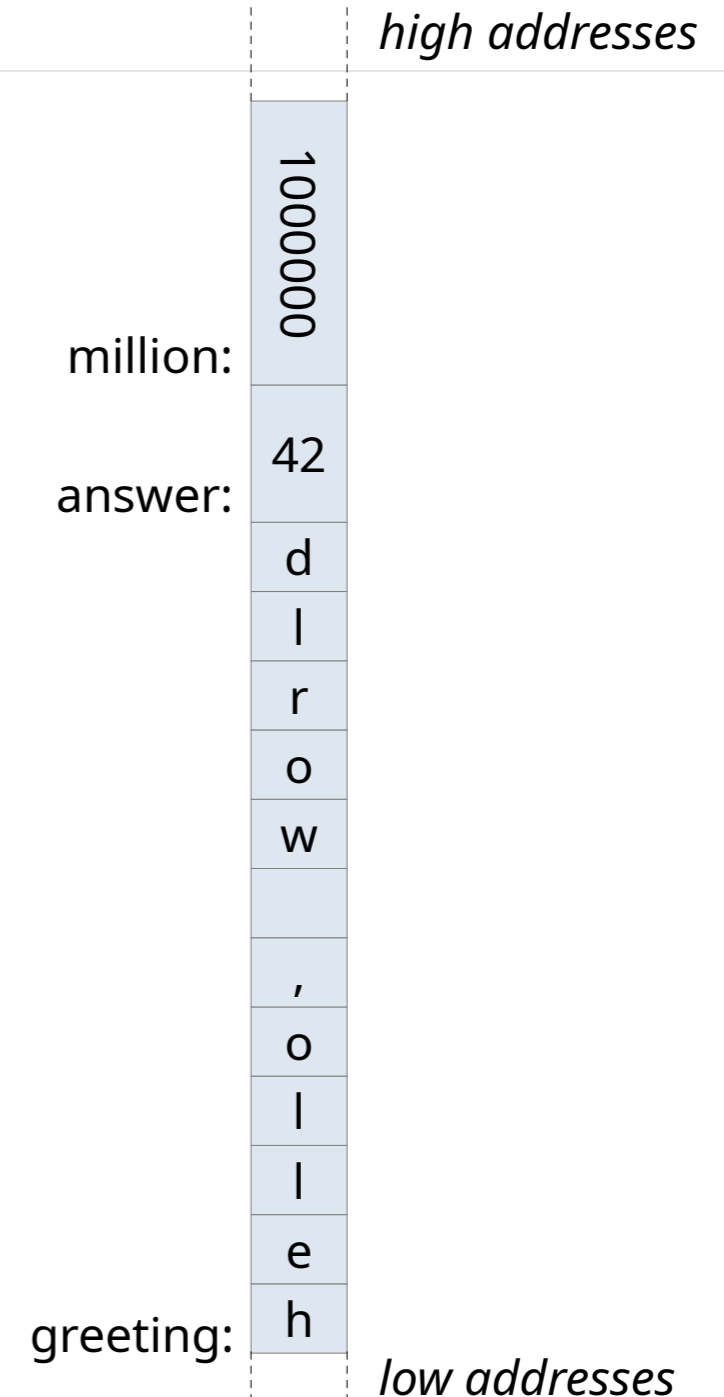 high addresses
1000000
million:
42
answer:
d
l
r
o
w
,
o
l
l
e
h
greeting:
low addresses